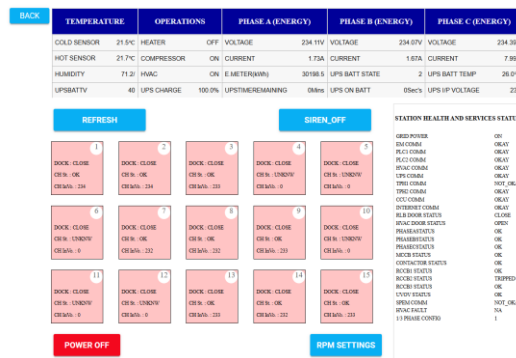 BACK
TEMPERATURE OPERATIONS PHASE A (ENERGY) PHASE B (ENERGY) PHASE C (ENERGY)
COLD SENSOR 21.5°C HEATER OFF VOLTAGE 234.11V VOLTAGE 234.07V VOLTAGE 234.39
HOT SENSOR 21.7°C COMPRESSOR ON CURRENT 1.73A CURRENT 1.67A CURRENT 7.99
HUMIDITY 71.2/ HVAC ON E.METER(kWh) 30198.5 UPS BATT STATE 2 UPS BATT TEMP 26.0
UPSBATTV 40 UPS CHARGE 100.0% UPSTIMEREMAINING 0Mins UPS ON BATT 0Sec's UPS I/P VOLTAGE 23
REFRESH SIREN_OFF
STATION HEALTH AND SERVICES STATU
GRID POWER ON
EM COMM OKAY
PLC1 COMM OKAY
PLC2 COMM OKAY
HVAC COMM OKAY
UPS COMM OKAY
TPH1 COMM NOT_OK
TPH2 COMM OKAY
CCU COMM OKAY
INTERNET COMM OKAY
RLB DOOR STATUS CLOSE
HVAC DOOR STATUS OPEN
PHASEASTATUS OK
PHASEBSTATUS OK
PHASECSTATUS OK
MCCB STATUS OK
CONTACTOR STATUS OK
RCCB1 STATUS OK
RCCB2 STATUS TRIPPED
RCCB3 STATUS OK
UVOV STATUS OK
SPEM COMM NOT_OK
HVAC FAULT NA
1/3 PHASE CONFIG 1
1
DOCK : CLOSE
CH St. : OK
CH InVo. : 234
2
DOCK : CLOSE
CH St. : OK
CH InVo. : 234
3
DOCK : CLOSE
CH St. : OK
CH InVo. : 233
4
DOCK : CLOSE
CH St. : UNKNW
CH InVo. : 0
5
DOCK : CLOSE
CH St. : UNKNW
CH InVo. : 0
6
DOCK : CLOSE
CH St. : UNKNW
CH InVo. : 0
7
DOCK : CLOSE
CH St. : OK
CH InVo. : 232
8
DOCK : CLOSE
CH St. : OK
CH InVo. : 232
9
DOCK : CLOSE
CH St. : OK
CH InVo. : 233
10
DOCK : CLOSE
CH St. : UNKNW
CH InVo. : 0
11
DOCK : CLOSE
CH St. : UNKNW
CH InVo. : 0
12
DOCK : CLOSE
CH St. : UNKNW
CH InVo. : 0
13
DOCK : CLOSE
CH St. : OK
CH InVo. : 233
14
DOCK : CLOSE
CH St. : OK
CH InVo. : 232
15
DOCK : CLOSE
CH St. : OK
CH InVo. : 233
POWER OFF RPM SETTINGS